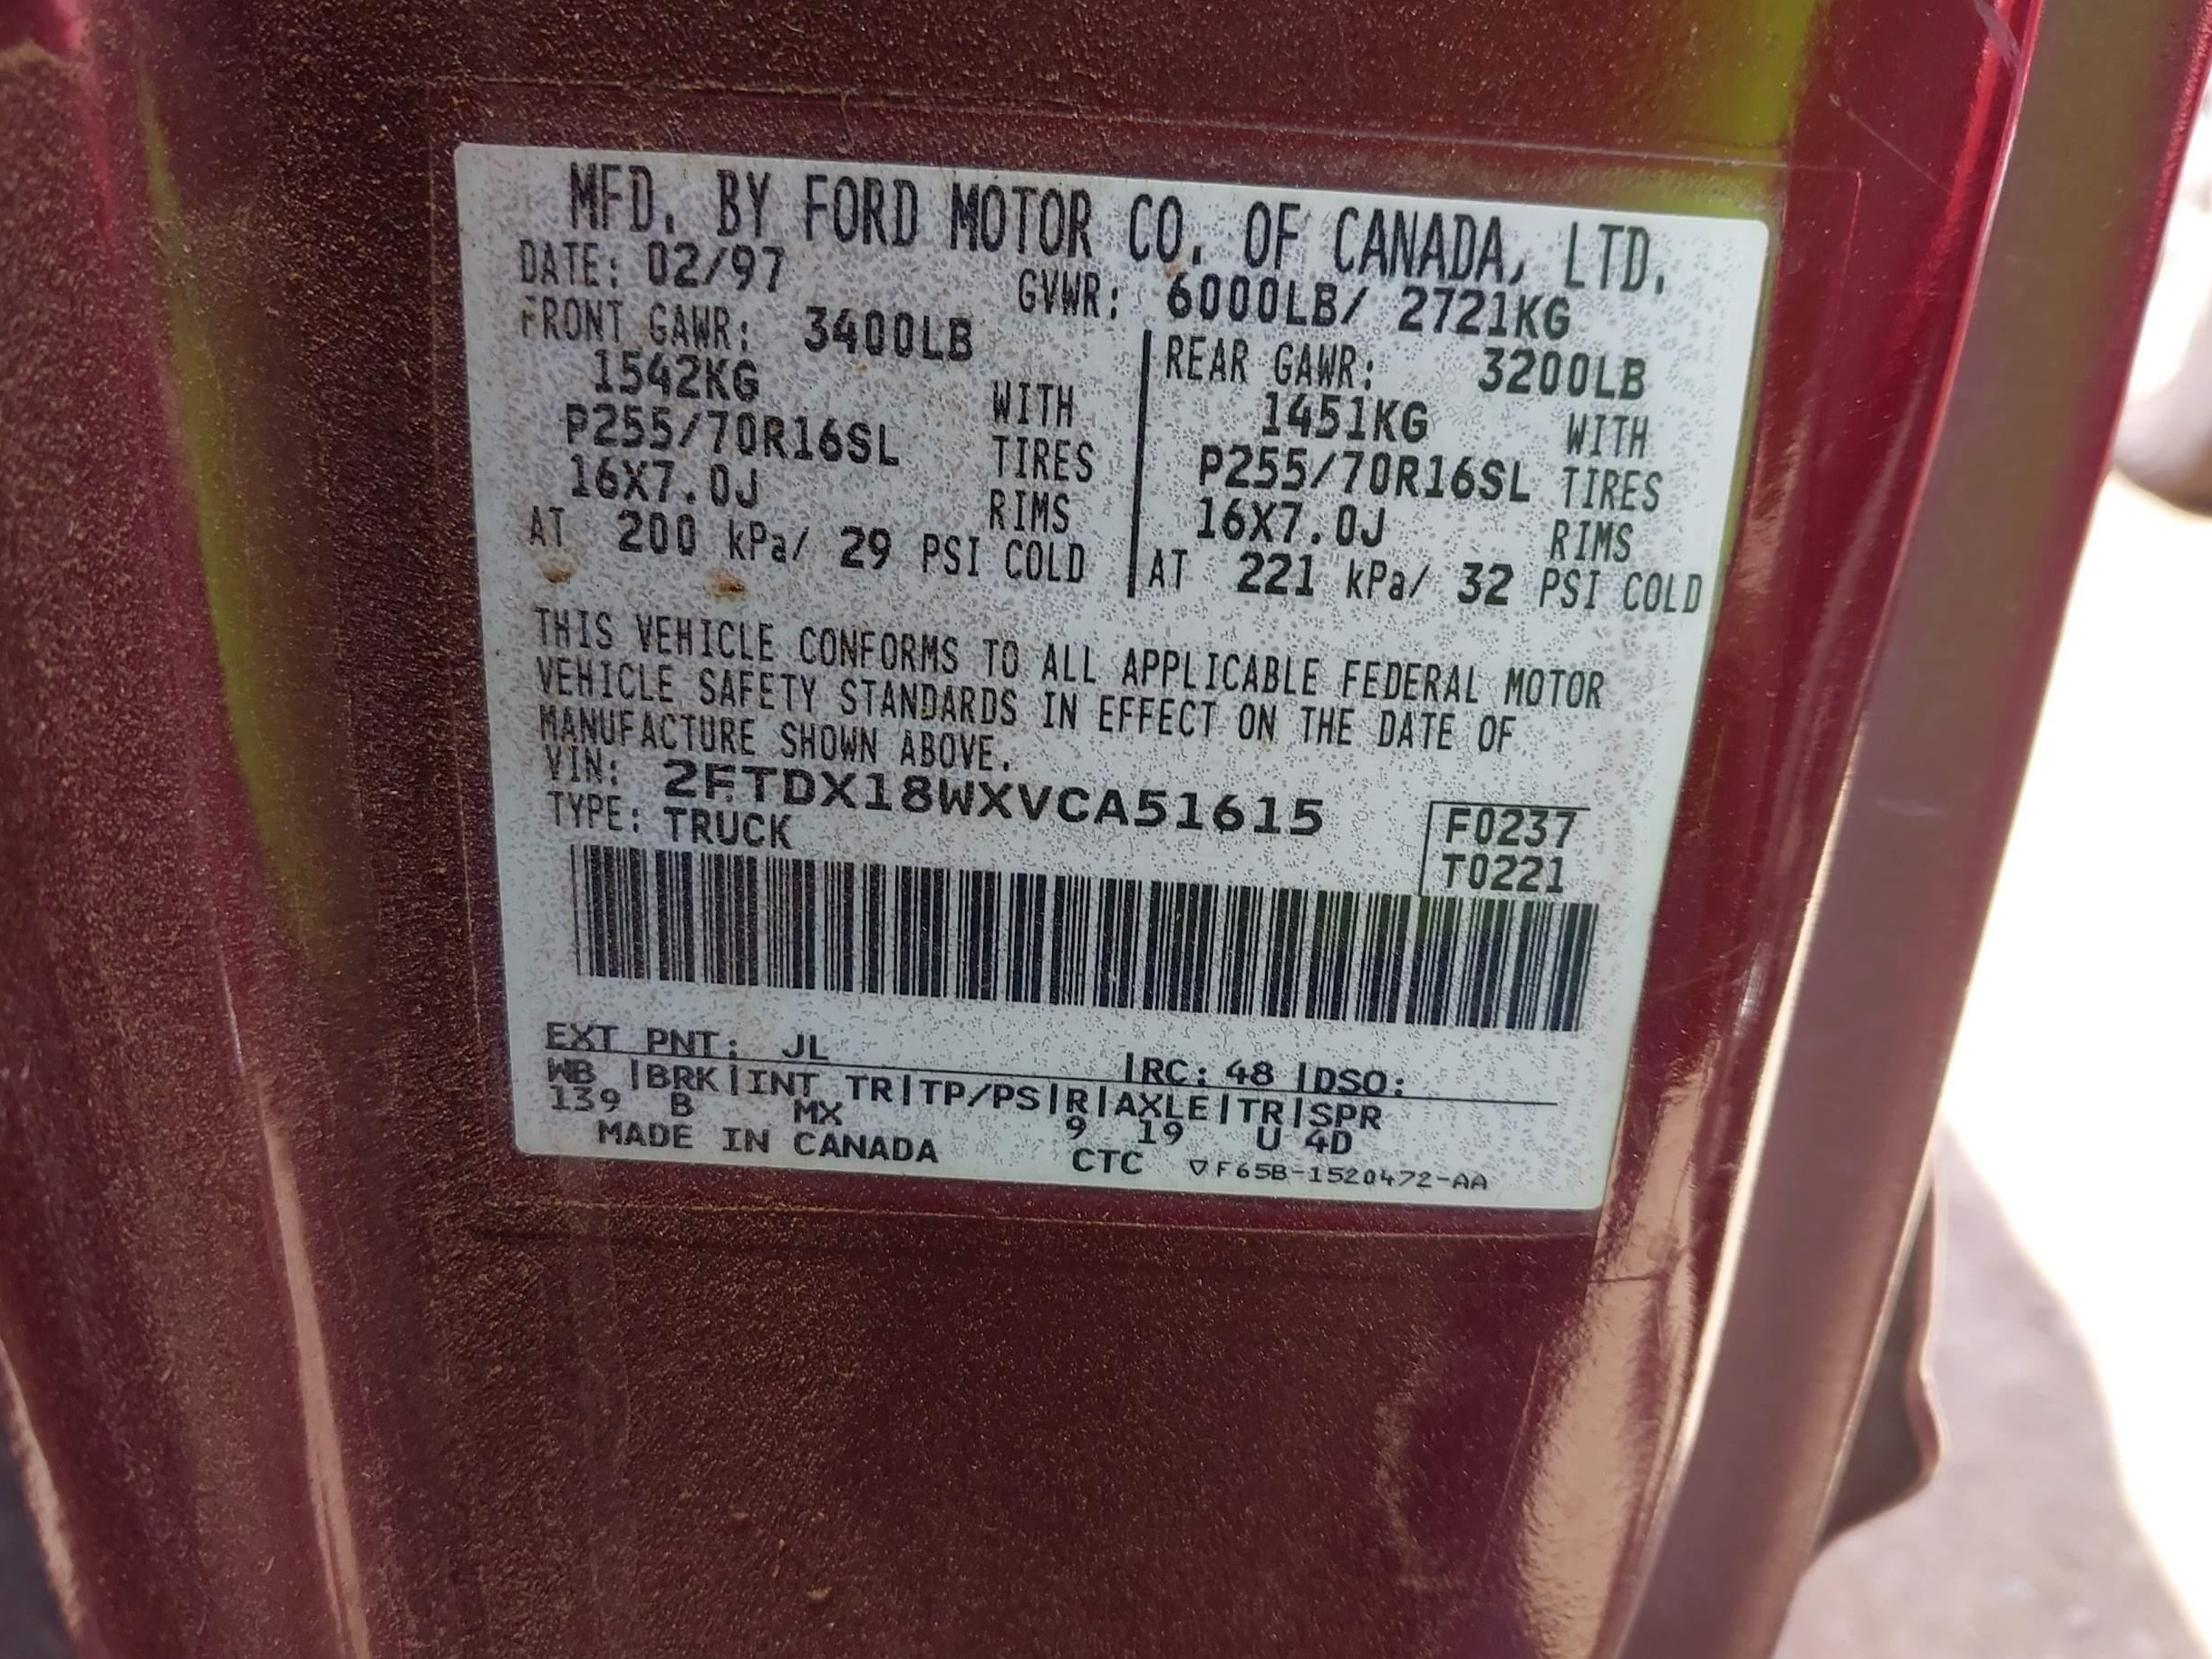 MFD. BY FORD MOTOR CO. OF CANADA, LTD.
DATE: 02/97 GVWR: 6000LB/ 2721KG
FRONT GAWR: 3400LB
1542KG WITH
P255/70R16SL TIRES
16X7.0J RIMS
AT 200 kPa/ 29 PSI COLD
REAR GAWR: 3200LB
1451KG WITH
P255/70R16SL TIRES
16X7.0J RIMS
AT 221 kPa/ 32 PSI COLD
THIS VEHICLE CONFORMS TO ALL APPLICABLE FEDERAL MOTOR
VEHICLE SAFETY STANDARDS IN EFFECT ON THE DATE OF
MANUFACTURE SHOWN ABOVE.
VIN: 2FTDX18WXVCA51615
TYPE: TRUCK
F0237
T0221
EXT PNT: JL |RC: 48 |DSO:
WB |BRK|INT TR|TP/PS|R|AXLE|TR|SPR
139 B MX 9 19 U 4D
MADE IN CANADA CTC ▽F65B-1520472-AA